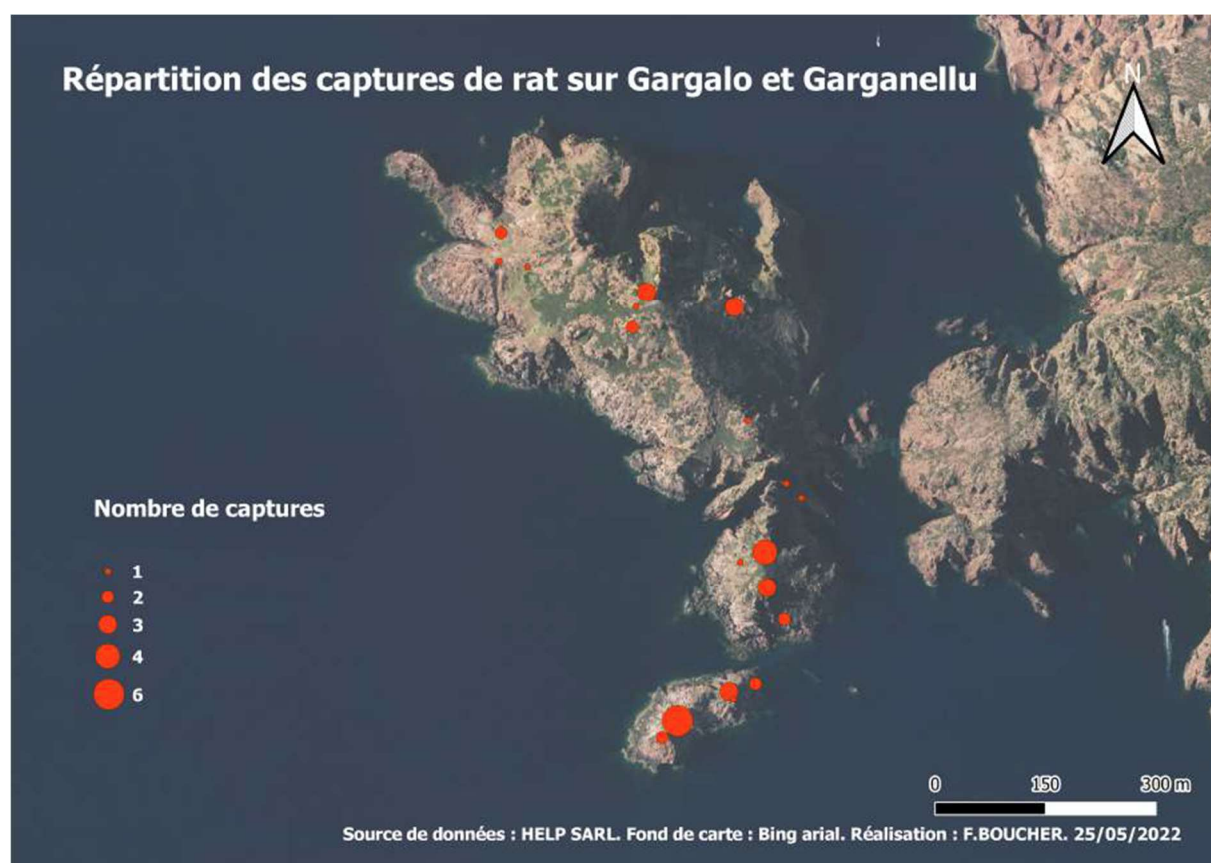 Répartition des captures de rat sur Gargalo et Garganellu
N
Nombre de captures
1
2
3
4
6
0 150 300 m
Source de données : HELP SARL. Fond de carte : Bing arial. Réalisation : F.BOUCHER. 25/05/2022